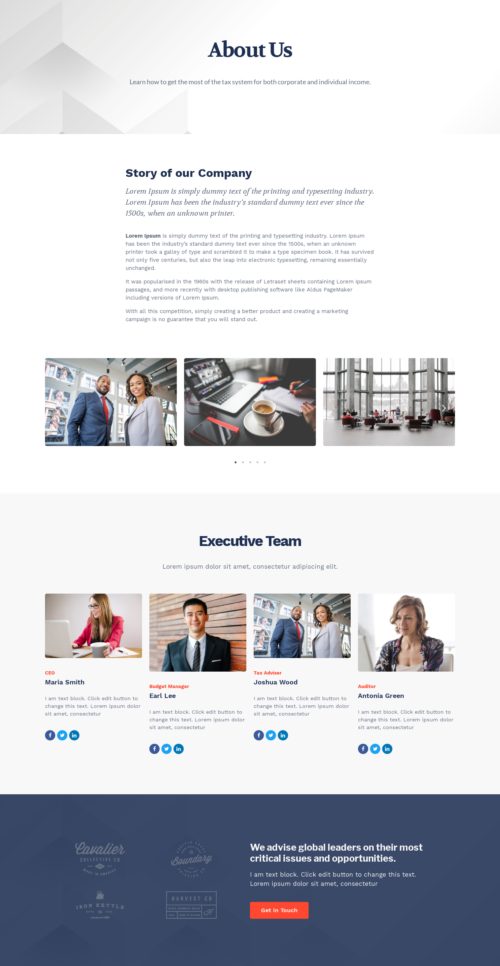 About Us
Learn how to get the most of the tax system for both corporate and individual income.
Story of our Company
Lorem Ipsum is simply dummy text of the printing and typesetting industry.
Lorem Ipsum has been the industry's standard dummy text ever since the
1500s, when an unknown printer.
Lorem Ipsum is simply dummy text of the printing and typesetting industry. Lorem Ipsum
has been the industry's standard dummy text ever since the 1500s, when an unknown
printer took a galley of type and scrambled it to make a type specimen book. It has survived
not only five centuries, but also the leap into electronic typesetting, remaining essentially
unchanged.
It was popularised in the 1960s with the release of Letraset sheets containing Lorem Ipsum
passages, and more recently with desktop publishing software like Aldus PageMaker
including versions of Lorem Ipsum.
With all this competition, simply creating a better product and creating a marketing
campaign is no guarantee that you will stand out.
Executive Team
Lorem ipsum dolor sit amet, consectetur adipiscing elit.
CEO
Maria Smith
I am text block. Click edit button to
change this text. Lorem ipsum dolor
sit amet, consectetur
Budget Manager
Earl Lee
I am text block. Click edit button to
change this text. Lorem ipsum dolor
sit amet, consectetur
Tax Advisor
Joshua Wood
I am text block. Click edit button to
change this text. Lorem ipsum dolor
sit amet, consectetur
Auditor
Antonia Green
I am text block. Click edit button to
change this text. Lorem ipsum dolor
sit amet, consectetur
Cavalier
COLLECTIVE CO
Boundary
IRON KETTLE
HARVEST CO
We advise global leaders on their most
critical issues and opportunities.
I am text block. Click edit button to change this text.
Lorem ipsum dolor sit amet, consectetur
Get In Touch